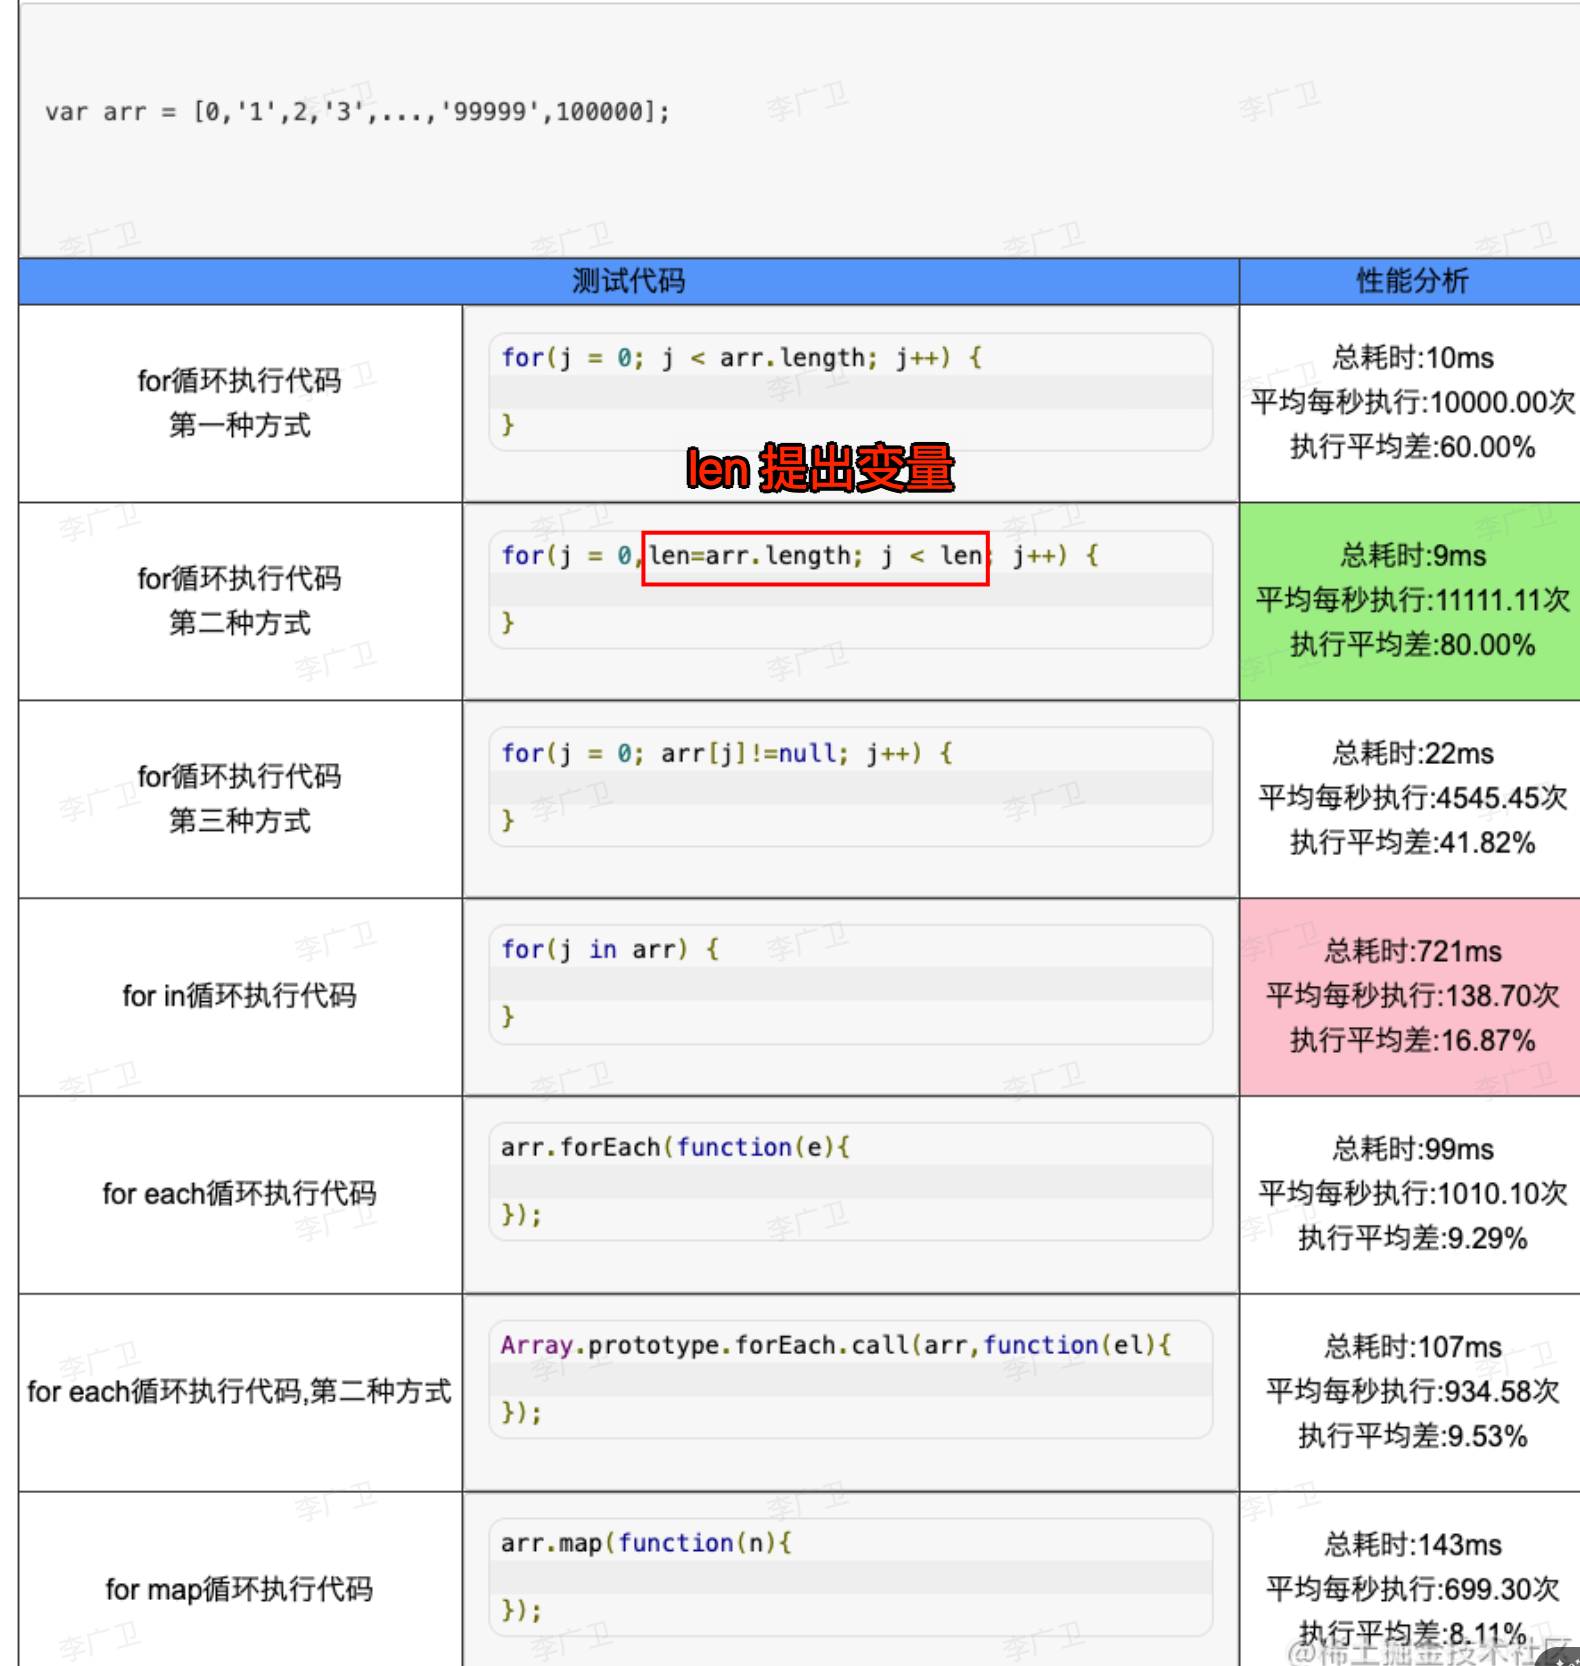 var arr = [0,'1',2,'3',...,'99999',100000];
测试代码
性能分析
for循环执行代码
第一种方式
for(j = 0; j < arr.length; j++) {
}
总耗时:10ms
平均每秒执行:10000.00次
执行平均差:60.00%
len 提出变量
for循环执行代码
第二种方式
for(j = 0,len=arr.length; j < len; j++) {
}
总耗时:9ms
平均每秒执行:11111.11次
执行平均差:80.00%
for循环执行代码
第三种方式
for(j = 0; arr[j]!=null; j++) {
}
总耗时:22ms
平均每秒执行:4545.45次
执行平均差:41.82%
for in循环执行代码
for(j in arr) {
}
总耗时:721ms
平均每秒执行:138.70次
执行平均差:16.87%
for each循环执行代码
arr.forEach(function(e){
});
总耗时:99ms
平均每秒执行:1010.10次
执行平均差:9.29%
for each循环执行代码,第二种方式
Array.prototype.forEach.call(arr,function(el){
});
总耗时:107ms
平均每秒执行:934.58次
执行平均差:9.53%
for map循环执行代码
arr.map(function(n){
});
总耗时:143ms
平均每秒执行:699.30次
执行平均差:8.11%
@稀土掘金技术社区
李广卫